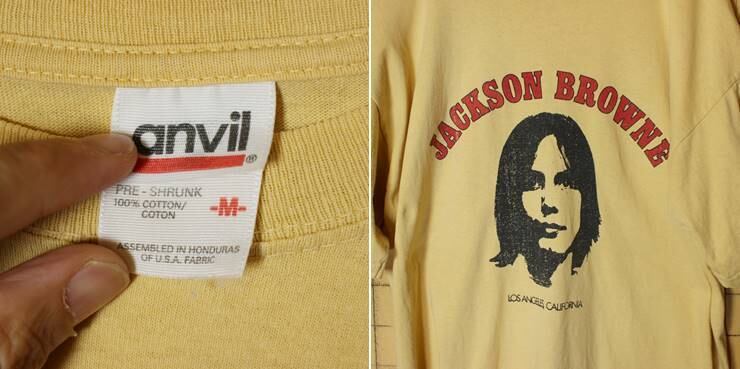 anvil
®
PRE-SHRUNK
100% COTTON/
COTON
-M-
ASSEMBLED IN HONDURAS
OF U.S.A. FABRIC
JACKSON BROWNE
LOS ANGELES, CALIFORNIA